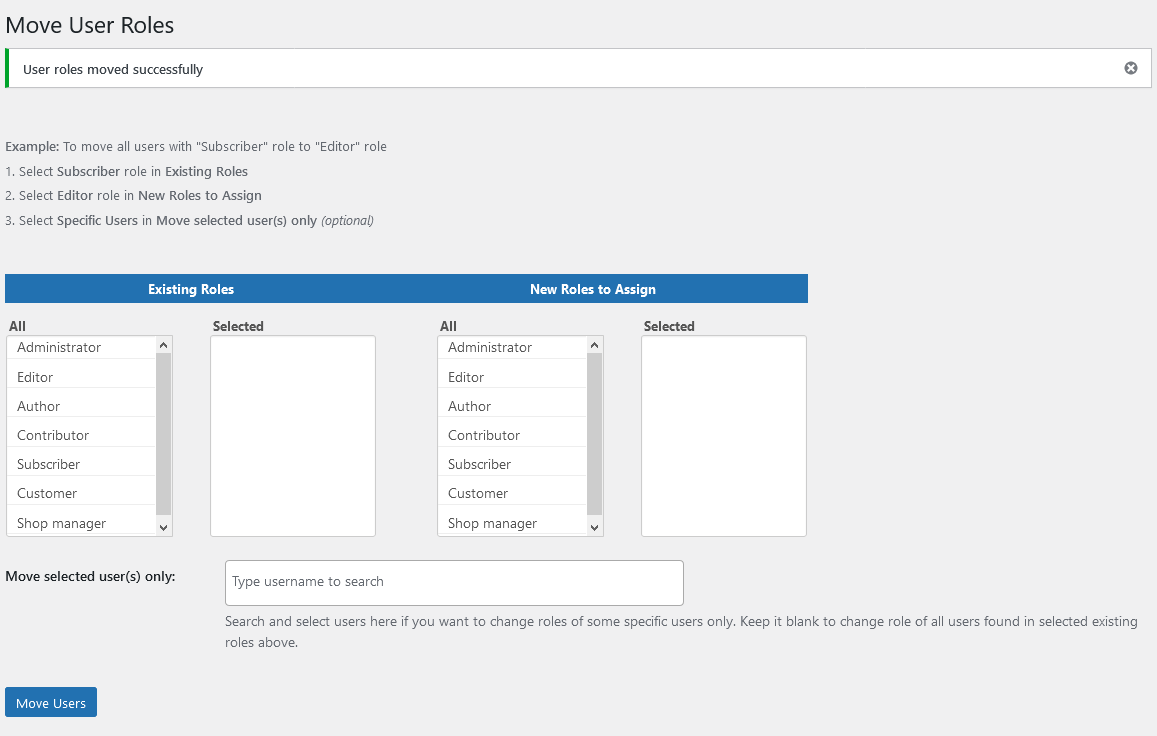 Move User Roles
User roles moved successfully
Example: To move all users with "Subscriber" role to "Editor" role
1. Select Subscriber role in Existing Roles
2. Select Editor role in New Roles to Assign
3. Select Specific Users in Move selected user(s) only (optional)
Existing Roles
New Roles to Assign
All
Selected
All
Selected
Administrator
Editor
Author
Contributor
Subscriber
Customer
Shop manager
Administrator
Editor
Author
Contributor
Subscriber
Customer
Shop manager
Move selected user(s) only:
Type username to search
Search and select users here if you want to change roles of some specific users only. Keep it blank to change role of all users found in selected existing
roles above.
Move Users